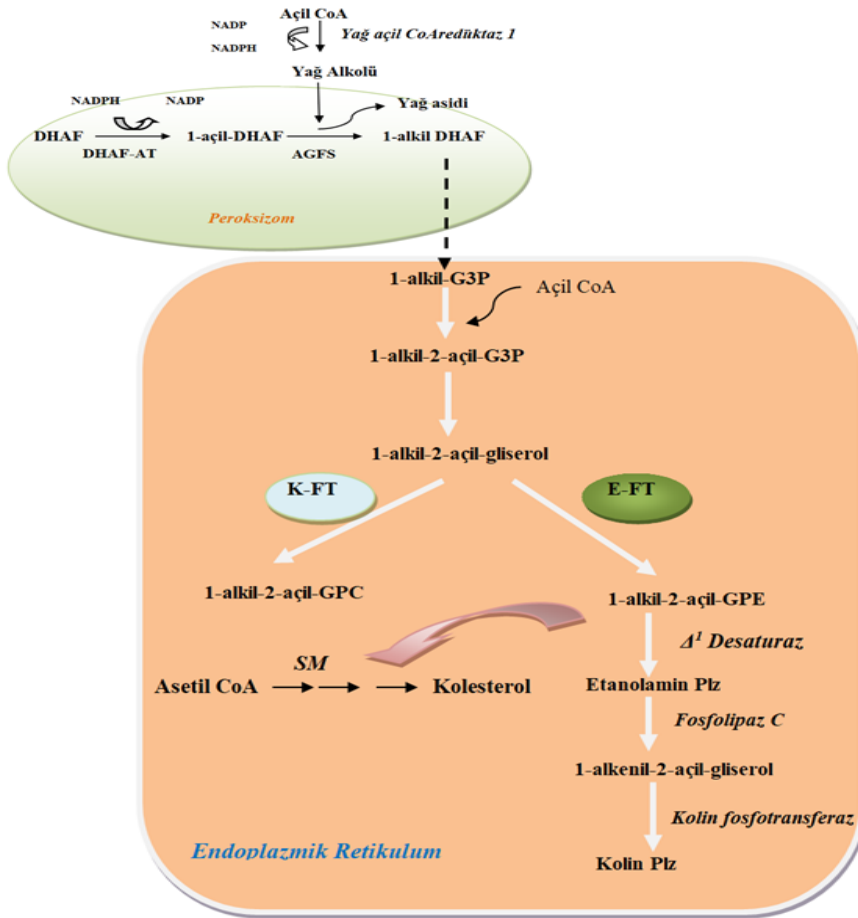 Açil CoA
NADP
Yağ açil CoAredüktaz 1
NADPH
Yağ Alkolü
NADPH NADP
Yağ asidi
DHAF 1-açil-DHAF 1-alkil DHAF
DHAF-AT AGFS
Peroksizom
1-alkil-G3P
Açil CoA
1-alkil-2-açil-G3P
1-alkil-2-açil-gliserol
K-FT E-FT
1-alkil-2-açil-GPC 1-alkil-2-açil-GPE
Δ¹ Desaturaz
SM
Asetil CoA Kolesterol Etanolamin Plz
Fosfolipaz C
1-alkenil-2-açil-gliserol
Kolin fosfotransferaz
Endoplazmik Retikulum
Kolin Plz